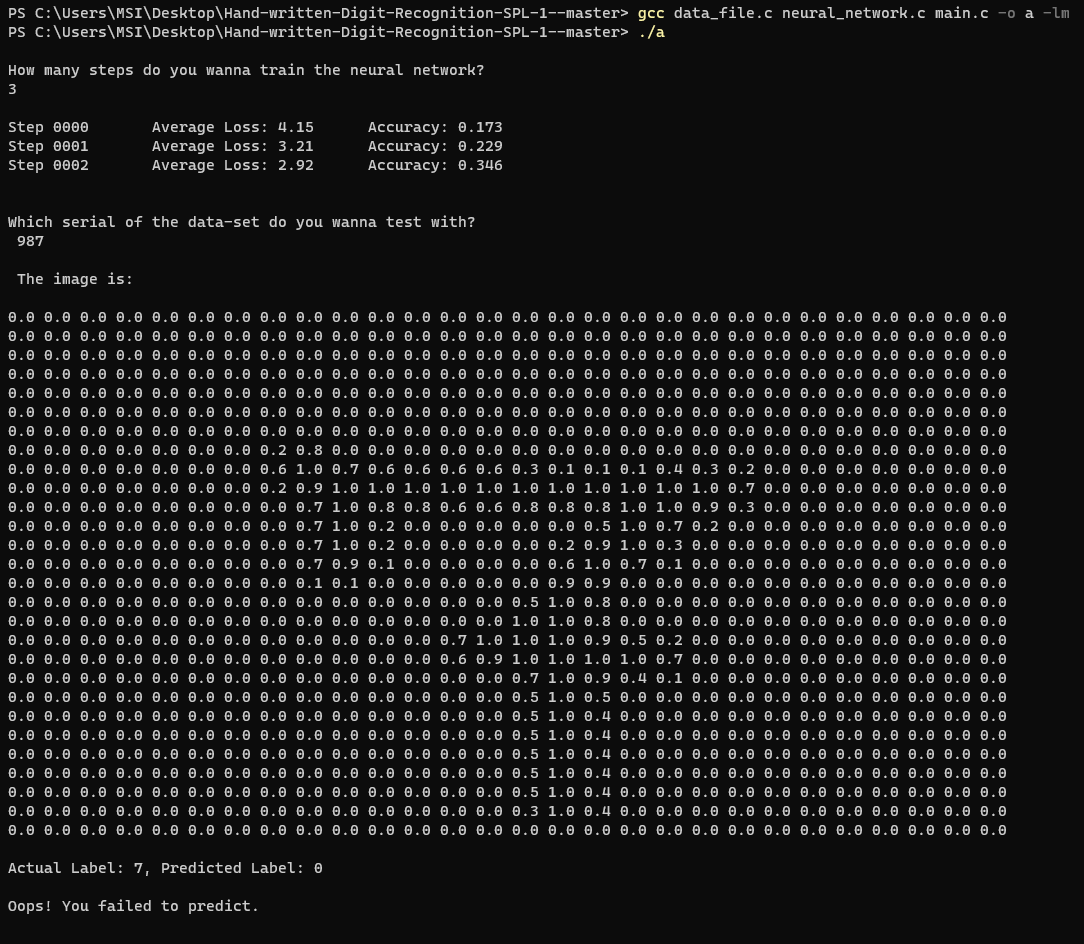 PS C:\Users\MSI\Desktop\Hand-written-Digit-Recognition-SPL-1--master> gcc data_file.c neural_network.c main.c -o a -lm
PS C:\Users\MSI\Desktop\Hand-written-Digit-Recognition-SPL-1--master> ./a
How many steps do you wanna train the neural network?
3
Step 0000 Average Loss: 4.15 Accuracy: 0.173
Step 0001 Average Loss: 3.21 Accuracy: 0.229
Step 0002 Average Loss: 2.92 Accuracy: 0.346
Which serial of the data-set do you wanna test with?
987
The image is:
0.0 0.0 0.0 0.0 0.0 0.0 0.0 0.0 0.0 0.0 0.0 0.0 0.0 0.0 0.0 0.0 0.0 0.0 0.0 0.0 0.0 0.0 0.0 0.0 0.0 0.0 0.0 0.0
0.0 0.0 0.0 0.0 0.0 0.0 0.0 0.0 0.0 0.0 0.0 0.0 0.0 0.0 0.0 0.0 0.0 0.0 0.0 0.0 0.0 0.0 0.0 0.0 0.0 0.0 0.0 0.0
0.0 0.0 0.0 0.0 0.0 0.0 0.0 0.0 0.0 0.0 0.0 0.0 0.0 0.0 0.0 0.0 0.0 0.0 0.0 0.0 0.0 0.0 0.0 0.0 0.0 0.0 0.0 0.0
0.0 0.0 0.0 0.0 0.0 0.0 0.0 0.0 0.0 0.0 0.0 0.0 0.0 0.0 0.0 0.0 0.0 0.0 0.0 0.0 0.0 0.0 0.0 0.0 0.0 0.0 0.0 0.0
0.0 0.0 0.0 0.0 0.0 0.0 0.0 0.0 0.0 0.0 0.0 0.0 0.0 0.0 0.0 0.0 0.0 0.0 0.0 0.0 0.0 0.0 0.0 0.0 0.0 0.0 0.0 0.0
0.0 0.0 0.0 0.0 0.0 0.0 0.0 0.0 0.0 0.0 0.0 0.0 0.0 0.0 0.0 0.0 0.0 0.0 0.0 0.0 0.0 0.0 0.0 0.0 0.0 0.0 0.0 0.0
0.0 0.0 0.0 0.0 0.0 0.0 0.0 0.0 0.0 0.0 0.0 0.0 0.0 0.0 0.0 0.0 0.0 0.0 0.0 0.0 0.0 0.0 0.0 0.0 0.0 0.0 0.0 0.0
0.0 0.0 0.0 0.0 0.0 0.0 0.0 0.2 0.8 0.0 0.0 0.0 0.0 0.0 0.0 0.0 0.0 0.0 0.0 0.0 0.0 0.0 0.0 0.0 0.0 0.0 0.0 0.0
0.0 0.0 0.0 0.0 0.0 0.0 0.0 0.6 1.0 0.7 0.6 0.6 0.6 0.6 0.3 0.1 0.1 0.1 0.4 0.3 0.2 0.0 0.0 0.0 0.0 0.0 0.0 0.0
0.0 0.0 0.0 0.0 0.0 0.0 0.0 0.2 0.9 1.0 1.0 1.0 1.0 1.0 1.0 1.0 1.0 1.0 1.0 1.0 0.7 0.0 0.0 0.0 0.0 0.0 0.0 0.0
0.0 0.0 0.0 0.0 0.0 0.0 0.0 0.0 0.7 1.0 0.8 0.8 0.6 0.6 0.8 0.8 0.8 1.0 1.0 0.9 0.3 0.0 0.0 0.0 0.0 0.0 0.0 0.0
0.0 0.0 0.0 0.0 0.0 0.0 0.0 0.0 0.7 1.0 0.2 0.0 0.0 0.0 0.0 0.0 0.5 1.0 0.7 0.2 0.0 0.0 0.0 0.0 0.0 0.0 0.0 0.0
0.0 0.0 0.0 0.0 0.0 0.0 0.0 0.0 0.7 1.0 0.2 0.0 0.0 0.0 0.0 0.2 0.9 1.0 0.3 0.0 0.0 0.0 0.0 0.0 0.0 0.0 0.0 0.0
0.0 0.0 0.0 0.0 0.0 0.0 0.0 0.0 0.7 0.9 0.1 0.0 0.0 0.0 0.0 0.6 1.0 0.7 0.1 0.0 0.0 0.0 0.0 0.0 0.0 0.0 0.0 0.0
0.0 0.0 0.0 0.0 0.0 0.0 0.0 0.0 0.1 0.1 0.0 0.0 0.0 0.0 0.0 0.9 0.9 0.0 0.0 0.0 0.0 0.0 0.0 0.0 0.0 0.0 0.0 0.0
0.0 0.0 0.0 0.0 0.0 0.0 0.0 0.0 0.0 0.0 0.0 0.0 0.0 0.0 0.5 1.0 0.8 0.0 0.0 0.0 0.0 0.0 0.0 0.0 0.0 0.0 0.0 0.0
0.0 0.0 0.0 0.0 0.0 0.0 0.0 0.0 0.0 0.0 0.0 0.0 0.0 0.0 1.0 1.0 0.8 0.0 0.0 0.0 0.0 0.0 0.0 0.0 0.0 0.0 0.0 0.0
0.0 0.0 0.0 0.0 0.0 0.0 0.0 0.0 0.0 0.0 0.0 0.0 0.7 1.0 1.0 1.0 0.9 0.5 0.2 0.0 0.0 0.0 0.0 0.0 0.0 0.0 0.0 0.0
0.0 0.0 0.0 0.0 0.0 0.0 0.0 0.0 0.0 0.0 0.0 0.0 0.6 0.9 1.0 1.0 1.0 1.0 0.7 0.0 0.0 0.0 0.0 0.0 0.0 0.0 0.0 0.0
0.0 0.0 0.0 0.0 0.0 0.0 0.0 0.0 0.0 0.0 0.0 0.0 0.0 0.0 0.7 1.0 0.9 0.4 0.1 0.0 0.0 0.0 0.0 0.0 0.0 0.0 0.0 0.0
0.0 0.0 0.0 0.0 0.0 0.0 0.0 0.0 0.0 0.0 0.0 0.0 0.0 0.0 0.5 1.0 0.5 0.0 0.0 0.0 0.0 0.0 0.0 0.0 0.0 0.0 0.0 0.0
0.0 0.0 0.0 0.0 0.0 0.0 0.0 0.0 0.0 0.0 0.0 0.0 0.0 0.0 0.5 1.0 0.4 0.0 0.0 0.0 0.0 0.0 0.0 0.0 0.0 0.0 0.0 0.0
0.0 0.0 0.0 0.0 0.0 0.0 0.0 0.0 0.0 0.0 0.0 0.0 0.0 0.0 0.5 1.0 0.4 0.0 0.0 0.0 0.0 0.0 0.0 0.0 0.0 0.0 0.0 0.0
0.0 0.0 0.0 0.0 0.0 0.0 0.0 0.0 0.0 0.0 0.0 0.0 0.0 0.0 0.5 1.0 0.4 0.0 0.0 0.0 0.0 0.0 0.0 0.0 0.0 0.0 0.0 0.0
0.0 0.0 0.0 0.0 0.0 0.0 0.0 0.0 0.0 0.0 0.0 0.0 0.0 0.0 0.5 1.0 0.4 0.0 0.0 0.0 0.0 0.0 0.0 0.0 0.0 0.0 0.0 0.0
0.0 0.0 0.0 0.0 0.0 0.0 0.0 0.0 0.0 0.0 0.0 0.0 0.0 0.0 0.5 1.0 0.4 0.0 0.0 0.0 0.0 0.0 0.0 0.0 0.0 0.0 0.0 0.0
0.0 0.0 0.0 0.0 0.0 0.0 0.0 0.0 0.0 0.0 0.0 0.0 0.0 0.0 0.3 1.0 0.4 0.0 0.0 0.0 0.0 0.0 0.0 0.0 0.0 0.0 0.0 0.0
0.0 0.0 0.0 0.0 0.0 0.0 0.0 0.0 0.0 0.0 0.0 0.0 0.0 0.0 0.0 0.0 0.0 0.0 0.0 0.0 0.0 0.0 0.0 0.0 0.0 0.0 0.0 0.0
Actual Label: 7, Predicted Label: 0
Oops! You failed to predict.